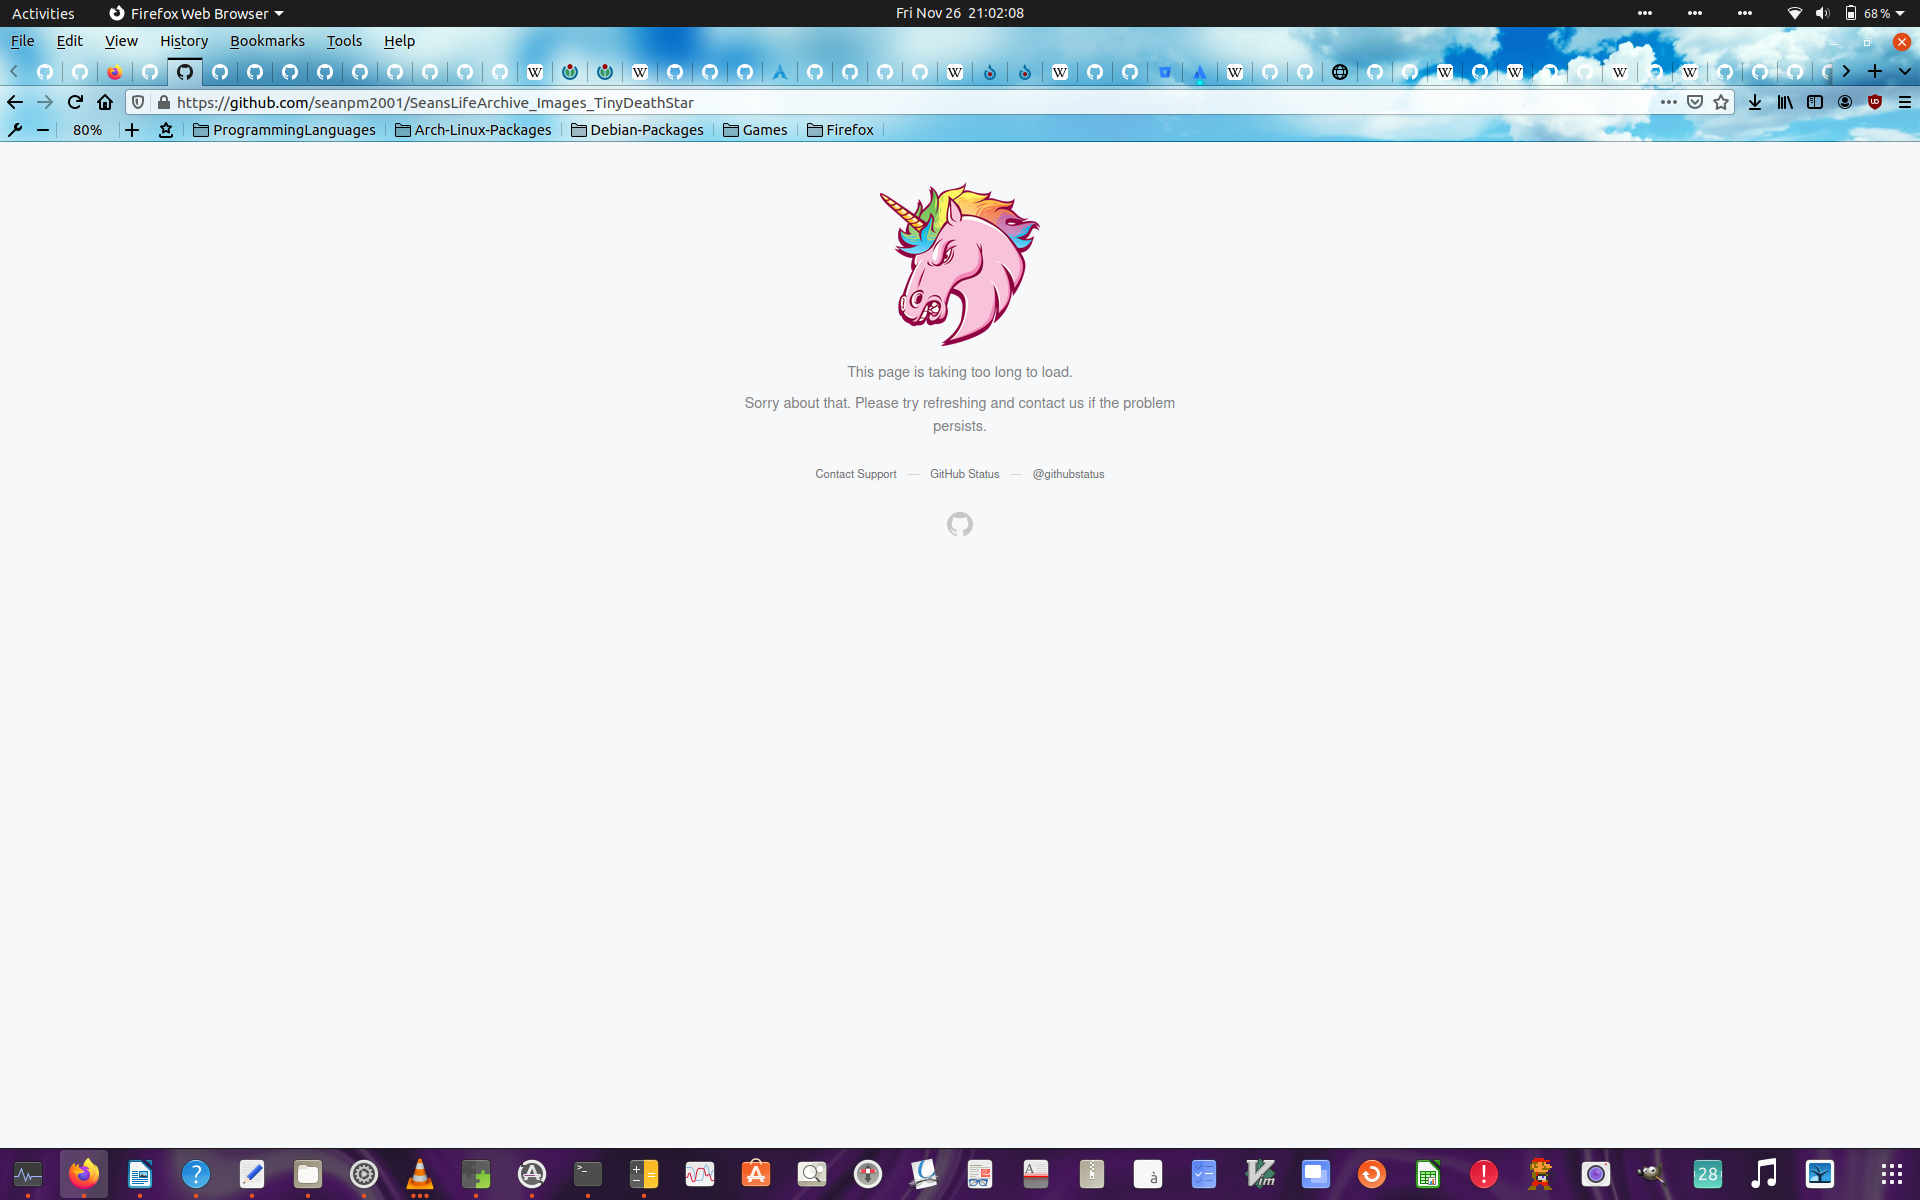 Activities Firefox Web Browser Fri Nov 26 21:02:08 68 %
File Edit View History Bookmarks Tools Help
https://github.com/seanpm2001/SeansLifeArchive_Images_TinyDeathStar
80% ProgrammingLanguages Arch-Linux-Packages Debian-Packages Games Firefox
This page is taking too long to load.
Sorry about that. Please try refreshing and contact us if the problem
persists.
Contact Support — GitHub Status — @githubstatus
28